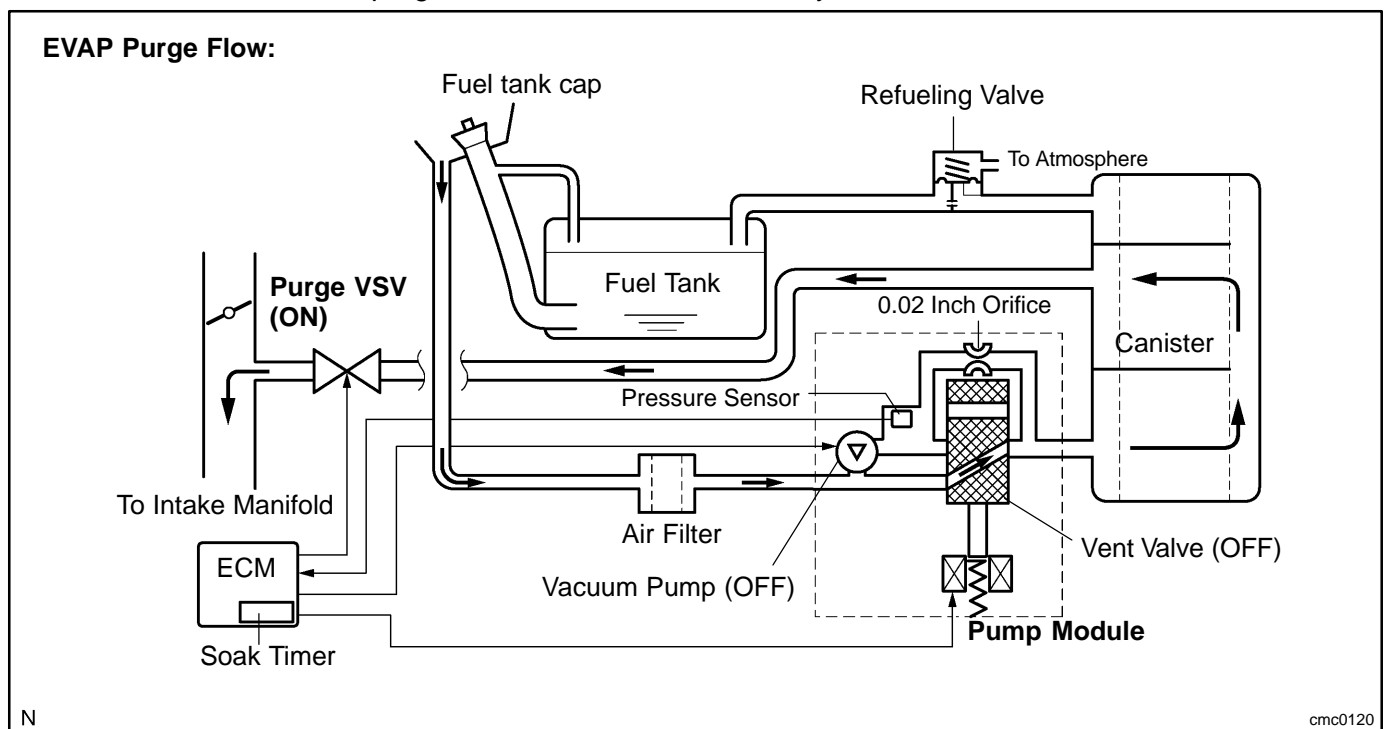 EVAP Purge Flow:
Fuel tank cap
Refueling Valve
To Atmosphere
Purge VSV
(ON)
Fuel Tank
0.02 Inch Orifice
Canister
Pressure Sensor
To Intake Manifold
Air Filter
Vent Valve (OFF)
ECM
Vacuum Pump (OFF)
Pump Module
Soak Timer
N
cmc0120